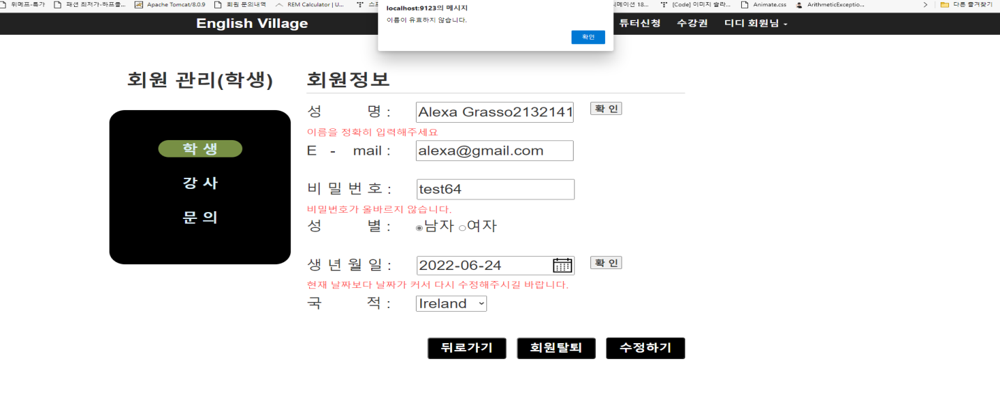 위메프-특가 패션 최저가-하프클... Apache Tomcat/8.0.9 회원 문의내역 REM Calculator | U... 스프
니메이션 18... [Code] 이미지 슬라... Animate.css ArithmeticExceptio... 다른 즐겨찾기
localhost:9123의 메시지
이름이 유효하지 않습니다.
확인
English Village 튜터신청 수강권 디디 회원님
회원 관리(학생)
학 생
강 사
문 의
회원정보
성 명 : Alexa Grasso2132141 확 인
이름을 정확히 입력해주세요
E - mail : alexa@gmail.com
비 밀 번 호 : test64
비밀번호가 올바르지 않습니다.
성 별 : 남자 여자
생 년 월 일 : 2022-06-24 확 인
현재 날짜보다 날짜가 커서 다시 수정해주시길 바랍니다.
국 적 : Ireland
뒤로가기 회원탈퇴 수정하기